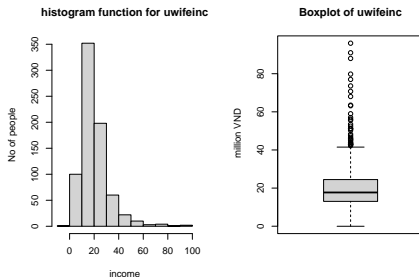 histogram function for uwifeinc
No of people
350
300
250
200
150
100
50
0
0 20 40 60 80 100
income
Boxplot of uwifeinc
million VND
80
60
40
20
0